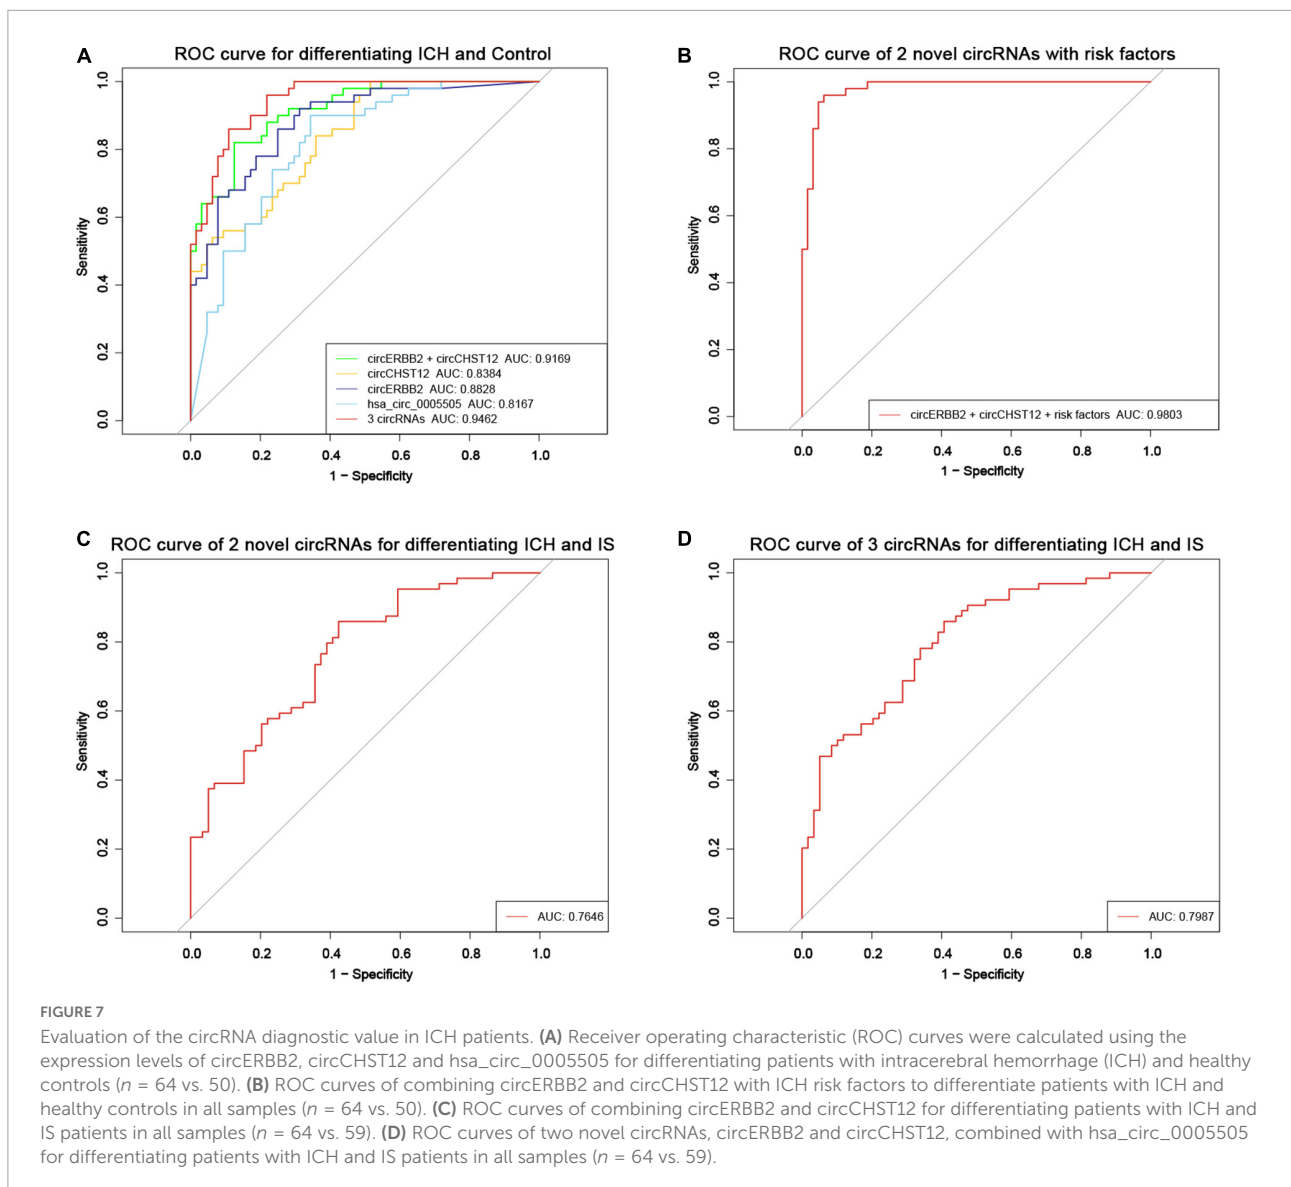 A
ROC curve for differentiating ICH and Control
Sensitivity
1.0
0.8
0.6
0.4
0.2
0.0
circERBB2 + circCHST12 AUC: 0.9169
circCHST12 AUC: 0.8384
circERBB2 AUC: 0.8828
hsa_circ_0005505 AUC: 0.8167
3 circRNAs AUC: 0.9462
0.0 0.2 0.4 0.6 0.8 1.0
1 − Specificity
B
ROC curve of 2 novel circRNAs with risk factors
Sensitivity
1.0
0.8
0.6
0.4
0.2
0.0
circERBB2 + circCHST12 + risk factors AUC: 0.9803
0.0 0.2 0.4 0.6 0.8 1.0
1 − Specificity
C
ROC curve of 2 novel circRNAs for differentiating ICH and IS
Sensitivity
1.0
0.8
0.6
0.4
0.2
0.0
AUC: 0.7646
0.0 0.2 0.4 0.6 0.8 1.0
1 − Specificity
D
ROC curve of 3 circRNAs for differentiating ICH and IS
Sensitivity
1.0
0.8
0.6
0.4
0.2
0.0
AUC: 0.7987
0.0 0.2 0.4 0.6 0.8 1.0
1 − Specificity
FIGURE 7
Evaluation of the circRNA diagnostic value in ICH patients. (A) Receiver operating characteristic (ROC) curves were calculated using the
expression levels of circERBB2, circCHST12 and hsa_circ_0005505 for differentiating patients with intracerebral hemorrhage (ICH) and healthy
controls (n = 64 vs. 50). (B) ROC curves of combining circERBB2 and circCHST12 with ICH risk factors to differentiate patients with ICH and
healthy controls in all samples (n = 64 vs. 50). (C) ROC curves of combining circERBB2 and circCHST12 for differentiating patients with ICH and
IS patients in all samples (n = 64 vs. 59). (D) ROC curves of two novel circRNAs, circERBB2 and circCHST12, combined with hsa_circ_0005505
for differentiating patients with ICH and IS patients in all samples (n = 64 vs. 59).